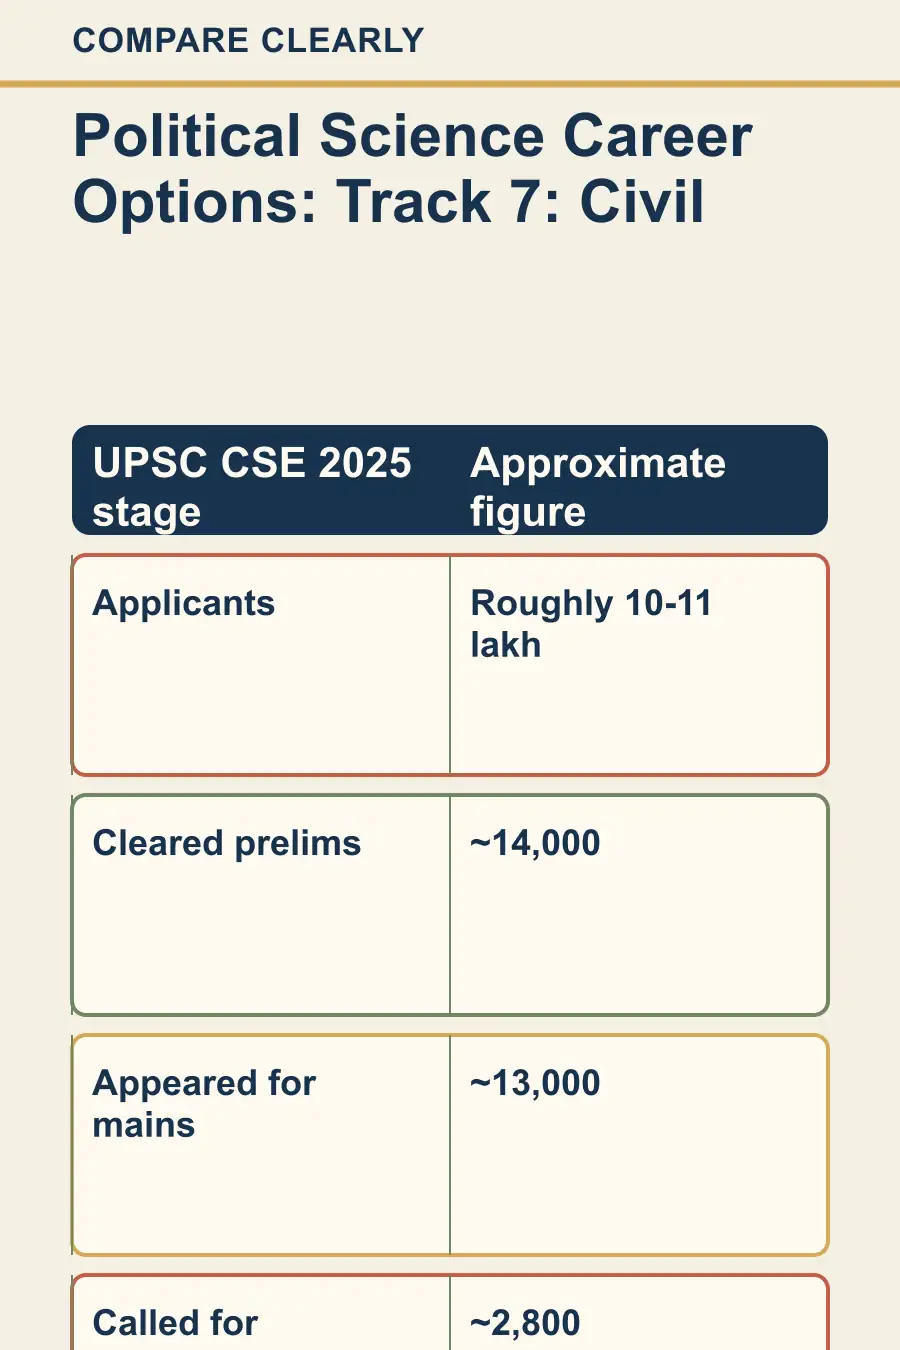 COMPARE CLEARLY
Political Science Career
Options: Track 7: Civil
UPSC CSE 2025 stage
Approximate figure
Applicants
Roughly 10-11 lakh
Cleared prelims
~14,000
Appeared for mains
~13,000
Called for
~2,800